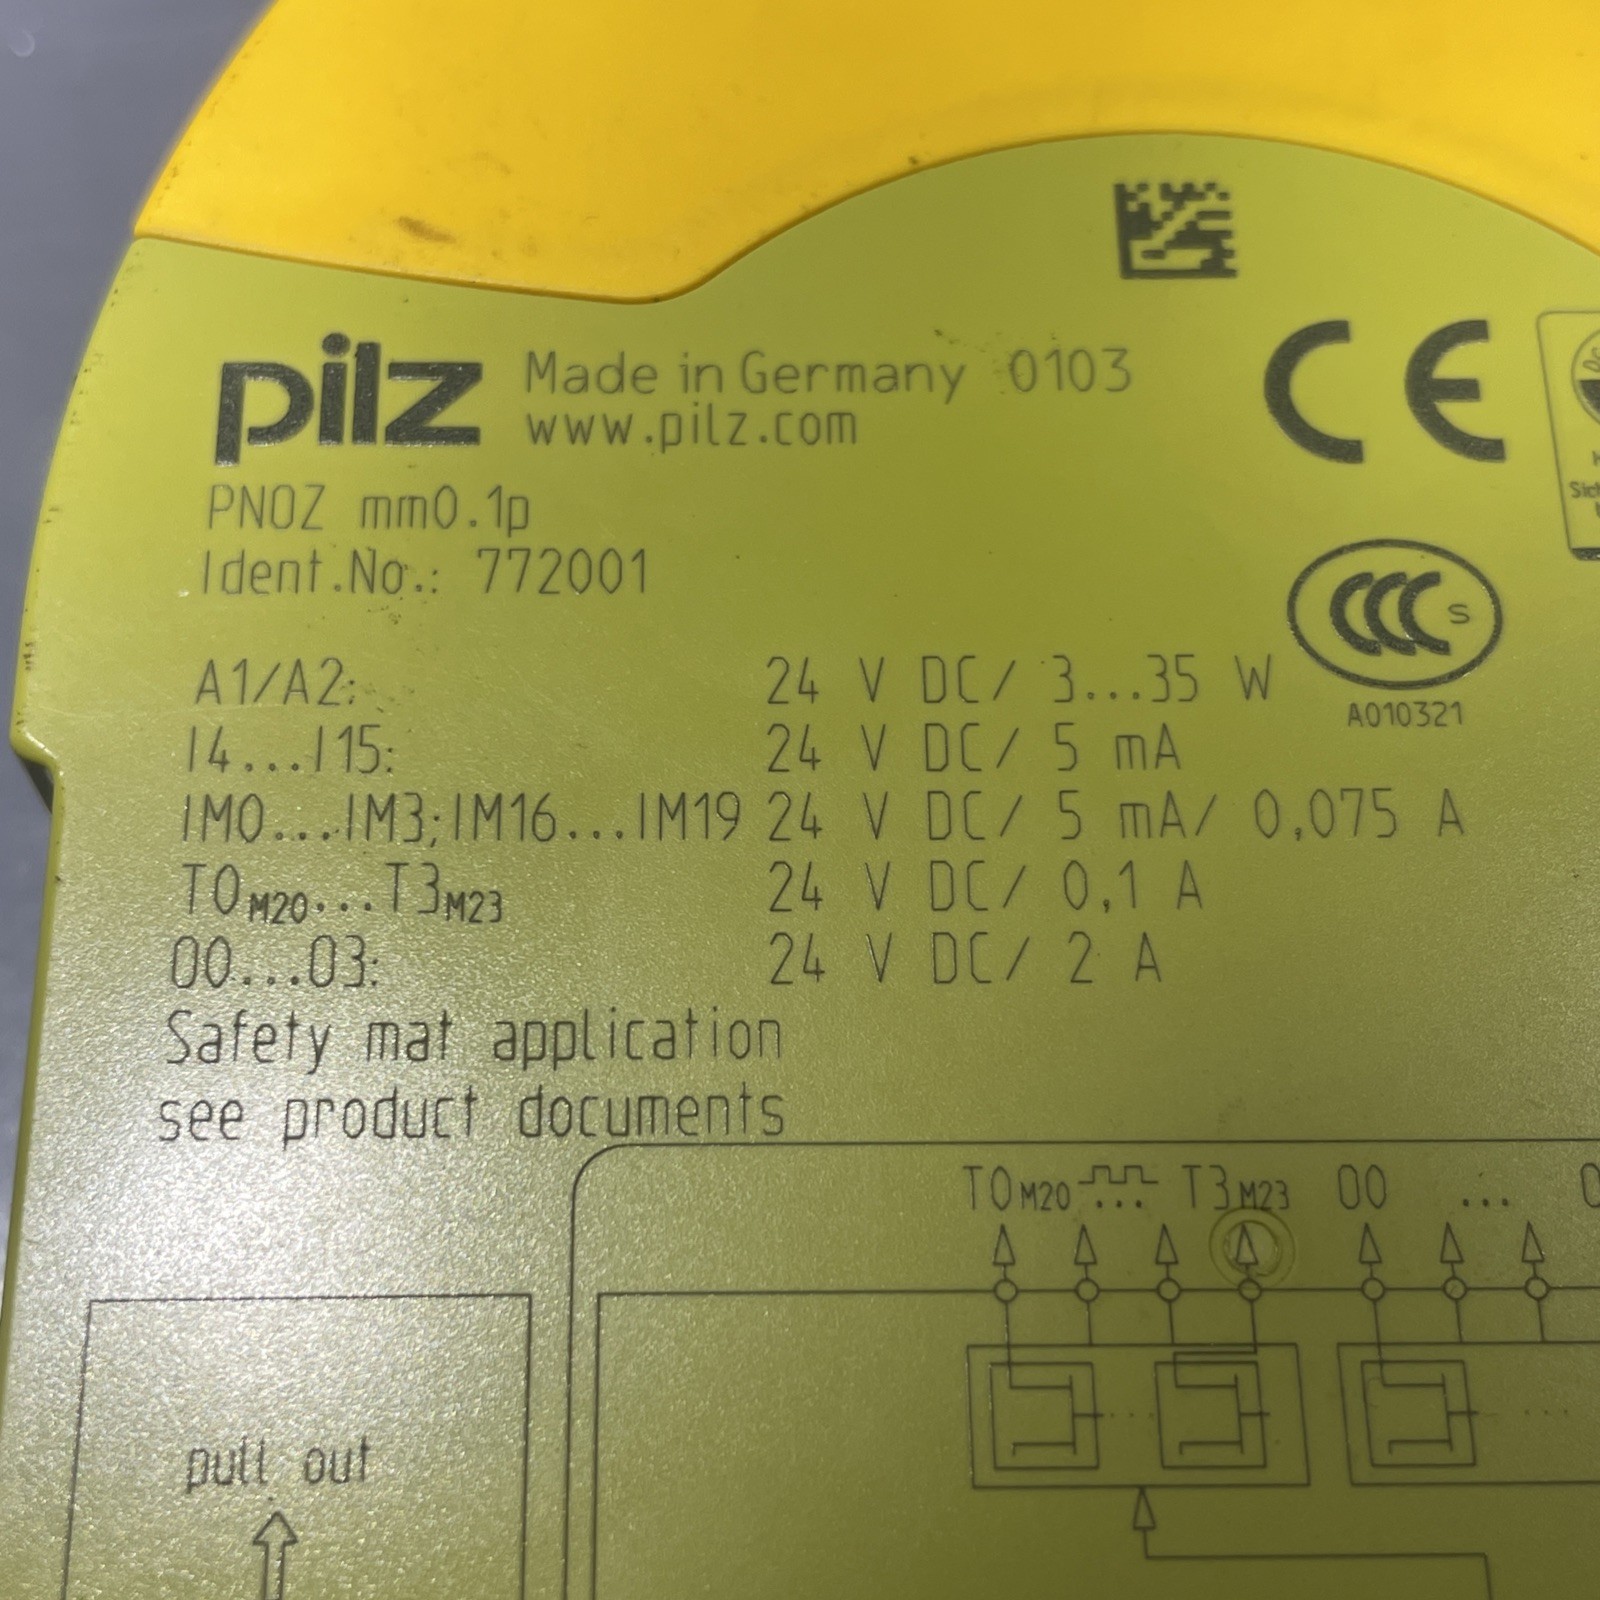 pilz Made in Germany 0103
www.pilz.com
PNOZ mm0.1p
Ident.No.: 772001
CE
CCC S
A010321
A1/A2: 24 V DC/ 3...35 W
I4...I15: 24 V DC/ 5 mA
IM0...IM3;IM16...IM19 24 V DC/ 5 mA/ 0,075 A
T0M20...T3M23 24 V DC/ 0,1 A
O0...O3: 24 V DC/ 2 A
Safety mat application
see product documents
T0M20 ... T3M23 O0 ...
pull out